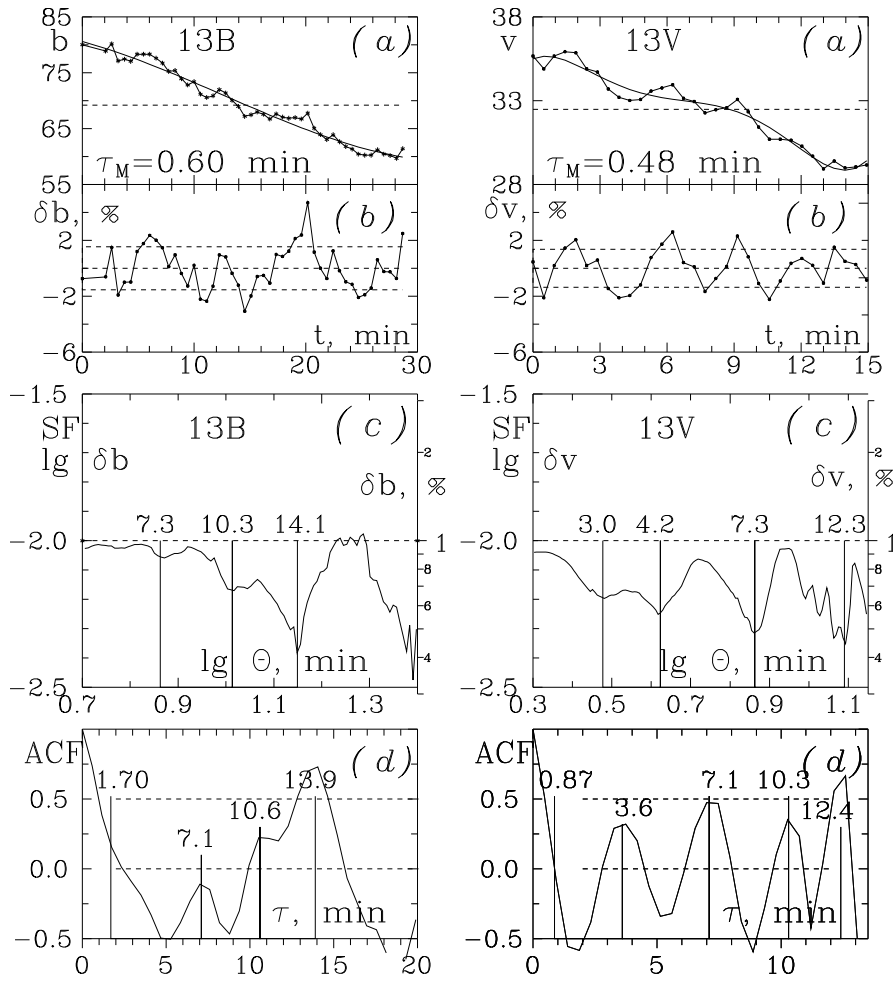 85
b
13B
(a)
75
65
τM=0.60 min
55
δb, %
(b)
2
−2
t, min
−6
0 10 20 30
38
v
13V
(a)
33
τM=0.48 min
28
δv, %
(b)
2
−2
t, min
−6
0 3 6 9 12 15
−1.5
SF
13B
(c)
lg δb
2
δb, %
7.3 10.3 14.1
−2.0
1
8
6
lg Θ, min
4
−2.5
0.7 0.9 1.1 1.3
−1.5
SF
13V
(c)
lg δv
2
δv, %
3.0 4.2 7.3 12.3
−2.0
1
8
6
lg Θ, min
4
−2.5
0.3 0.5 0.7 0.9 1.1
ACF
(d)
1.70
13.9
0.5
10.6
7.1
0.0
τ, min
−0.5
0 5 10 15 20
ACF
(d)
0.87
7.1
10.3
0.5
3.6
12.4
0.0
τ, min
−0.5
0 5 10